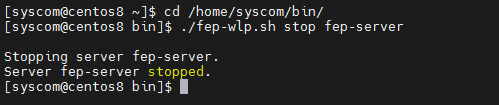 [syscom@centos8 ~]$ cd /home/syscom/bin/
[syscom@centos8 bin]$ ./fep-wlp.sh stop fep-server

Stopping server fep-server.
Server fep-server stopped.
[syscom@centos8 bin]$